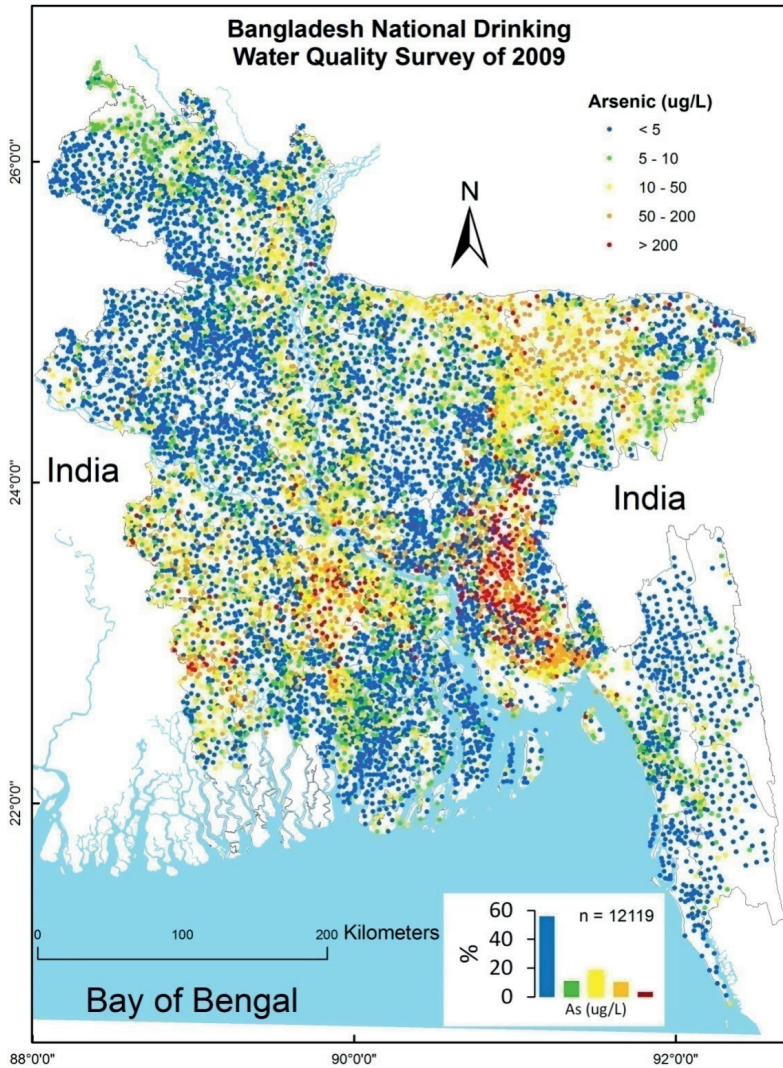 Bangladesh National Drinking
Water Quality Survey of 2009
Arsenic (ug/L)
< 5
5 - 10
10 - 50
50 - 200
> 200
26°0'0"
N
India
24°0'0"
India
22°0'0"
0 100 200 Kilometers
Bay of Bengal
60
40
20
0
%
n = 12119
As (ug/L)
88°0'0"
90°0'0"
92°0'0"